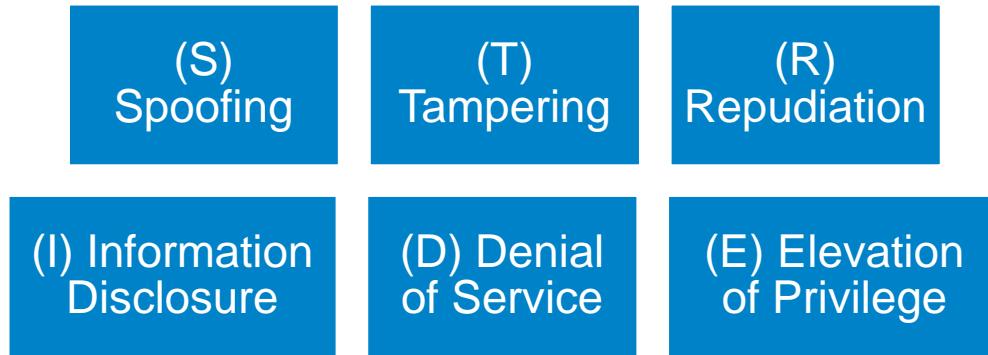 (S)
Spoofing
(T)
Tampering
(R)
Repudiation
(I) Information
Disclosure
(D) Denial
of Service
(E) Elevation
of Privilege